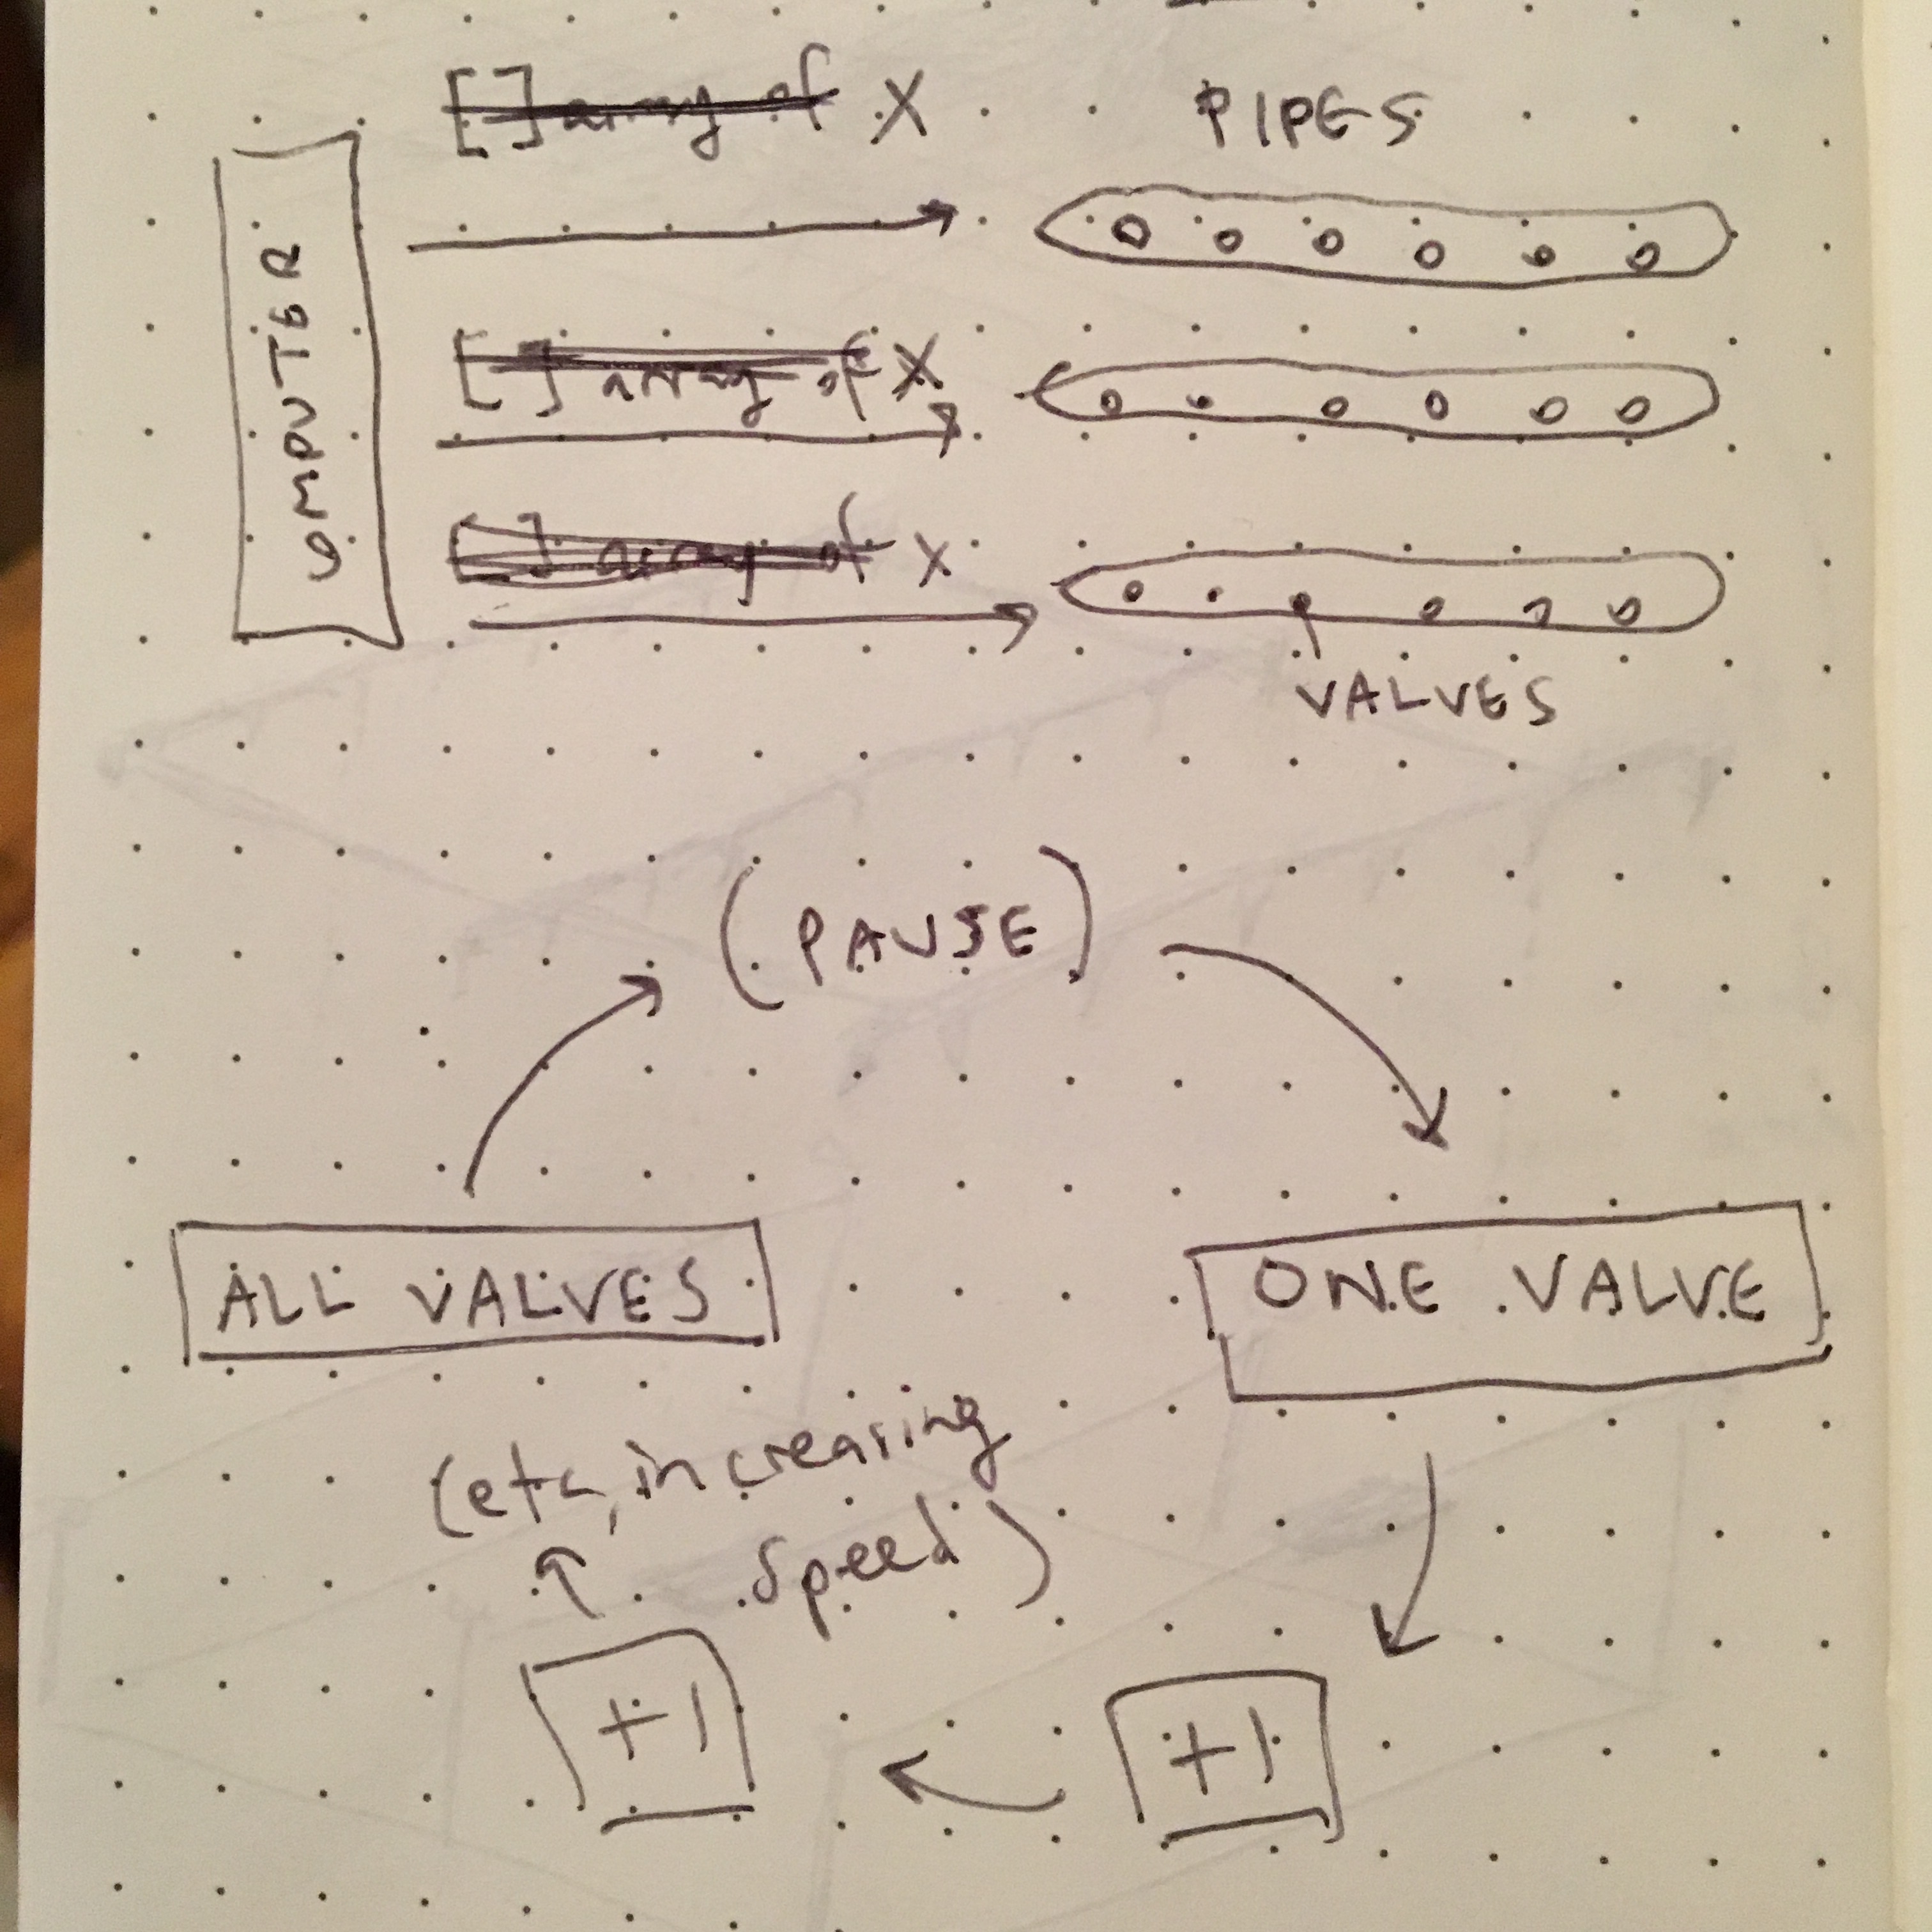 [ ] array of X
PIPES
COMPUTER
[ ] array of X
[ ] array of X
VALVES
(PAUSE)
ALL VALVES
ONE VALVE
(etc, increasing
speed)
+1
+1